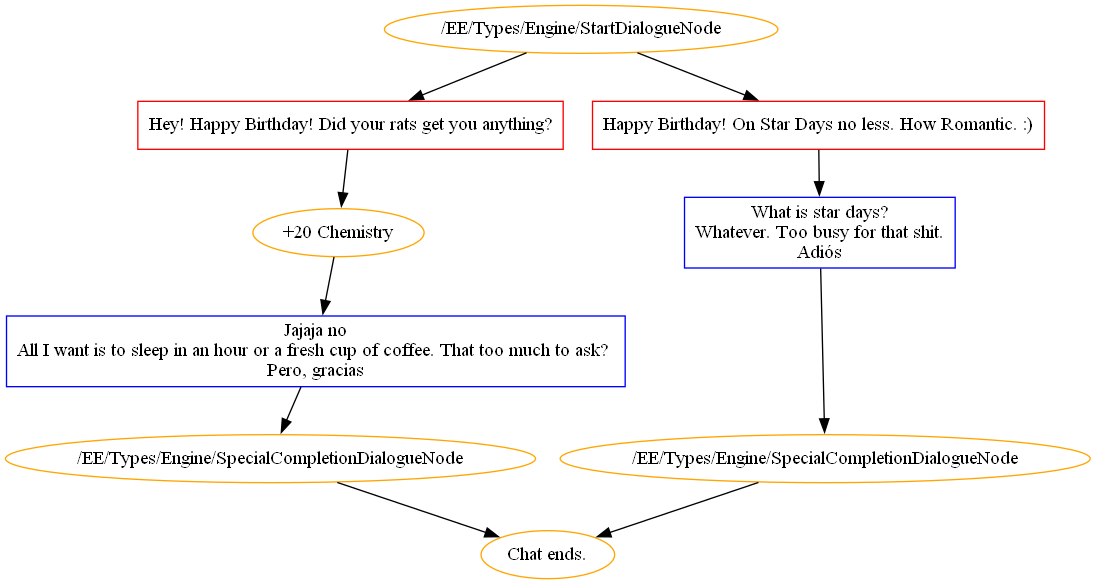 /EE/Types/Engine/StartDialogueNode
Hey! Happy Birthday! Did your rats get you anything?
Happy Birthday! On Star Days no less. How Romantic. :)
+20 Chemistry
What is star days?
Whatever. Too busy for that shit.
Adiós
Jajaja no
All I want is to sleep in an hour or a fresh cup of coffee. That too much to ask?
Pero, gracias
/EE/Types/Engine/SpecialCompletionDialogueNode
/EE/Types/Engine/SpecialCompletionDialogueNode
Chat ends.